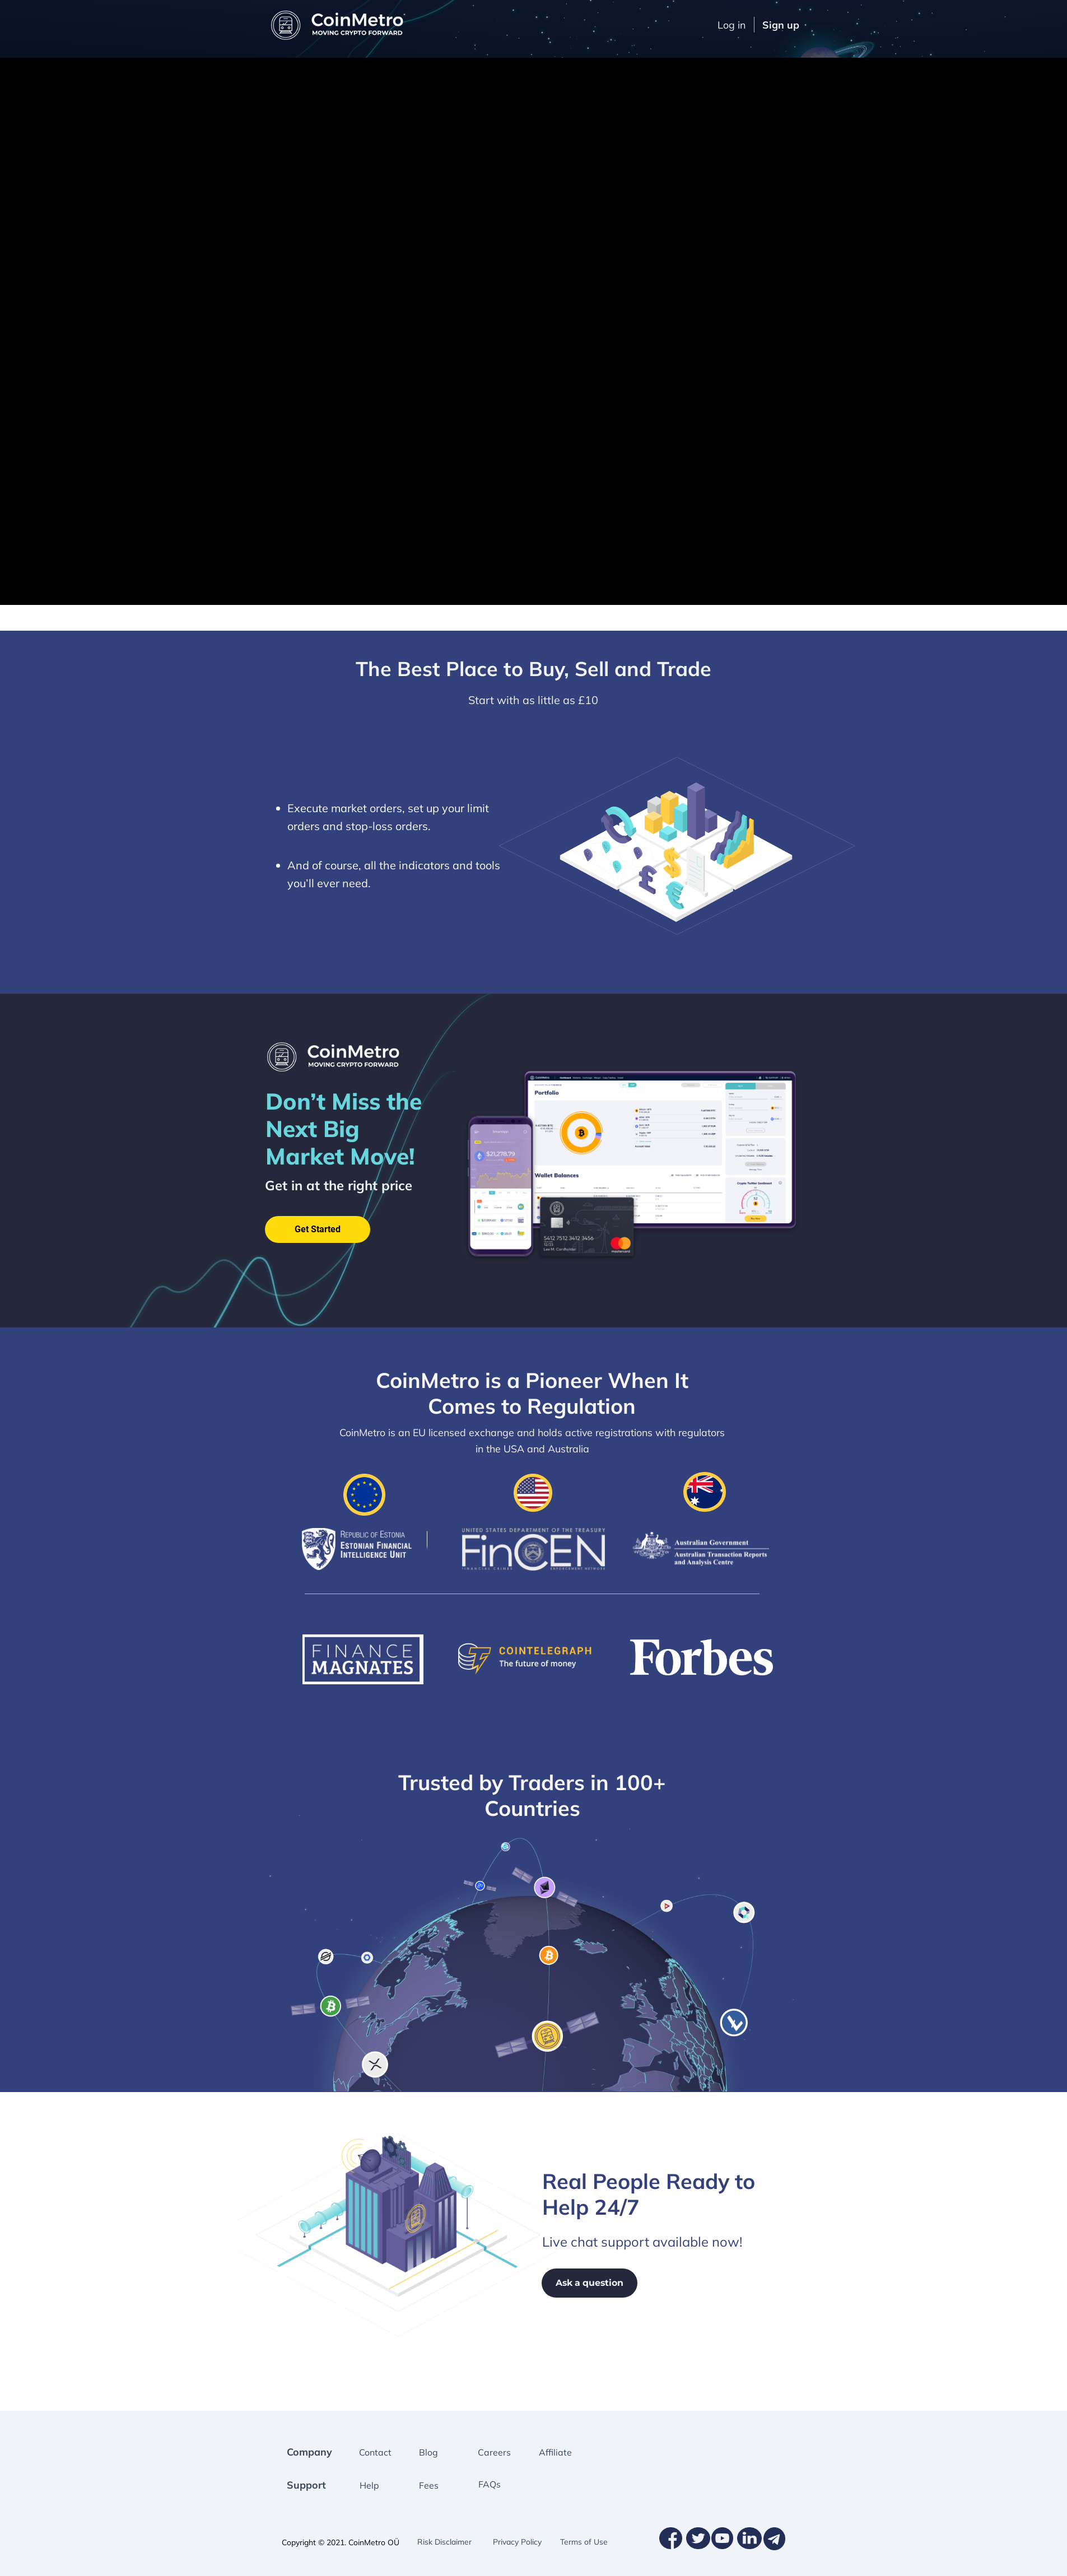 CoinMetro
MOVING CRYPTO FORWARD
Log in
Sign up
The Best Place to Buy, Sell and Trade
Start with as little as £10
Execute market orders, set up your limit
orders and stop-loss orders.
And of course, all the indicators and tools
you'll ever need.
CoinMetro
MOVING CRYPTO FORWARD
Don't Miss the
Next Big
Market Move!
Get in at the right price
Get Started
Portfolio
Wallet Balances
$31,278.79
5412 7512 3412 3456
CoinMetro is a Pioneer When It
Comes to Regulation
CoinMetro is an EU licensed exchange and holds active registrations with regulators
in the USA and Australia
REPUBLIC OF ESTONIA
ESTONIAN FINANCIAL
INTELLIGENCE UNIT
UNITED STATES DEPARTMENT OF THE TREASURY
FinCEN
FINANCIAL CRIMES ENFORCEMENT NETWORK
Australian Government
Australian Transaction Reports
and Analysis Centre
FINANCE
MAGNATES
COINTELEGRAPH
The future of money
Forbes
Trusted by Traders in 100+
Countries
Real People Ready to
Help 24/7
Live chat support available now!
Ask a question
Company
Contact
Blog
Careers
Affiliate
Support
Help
Fees
FAQs
Copyright © 2021. CoinMetro OÜ
Risk Disclaimer
Privacy Policy
Terms of Use